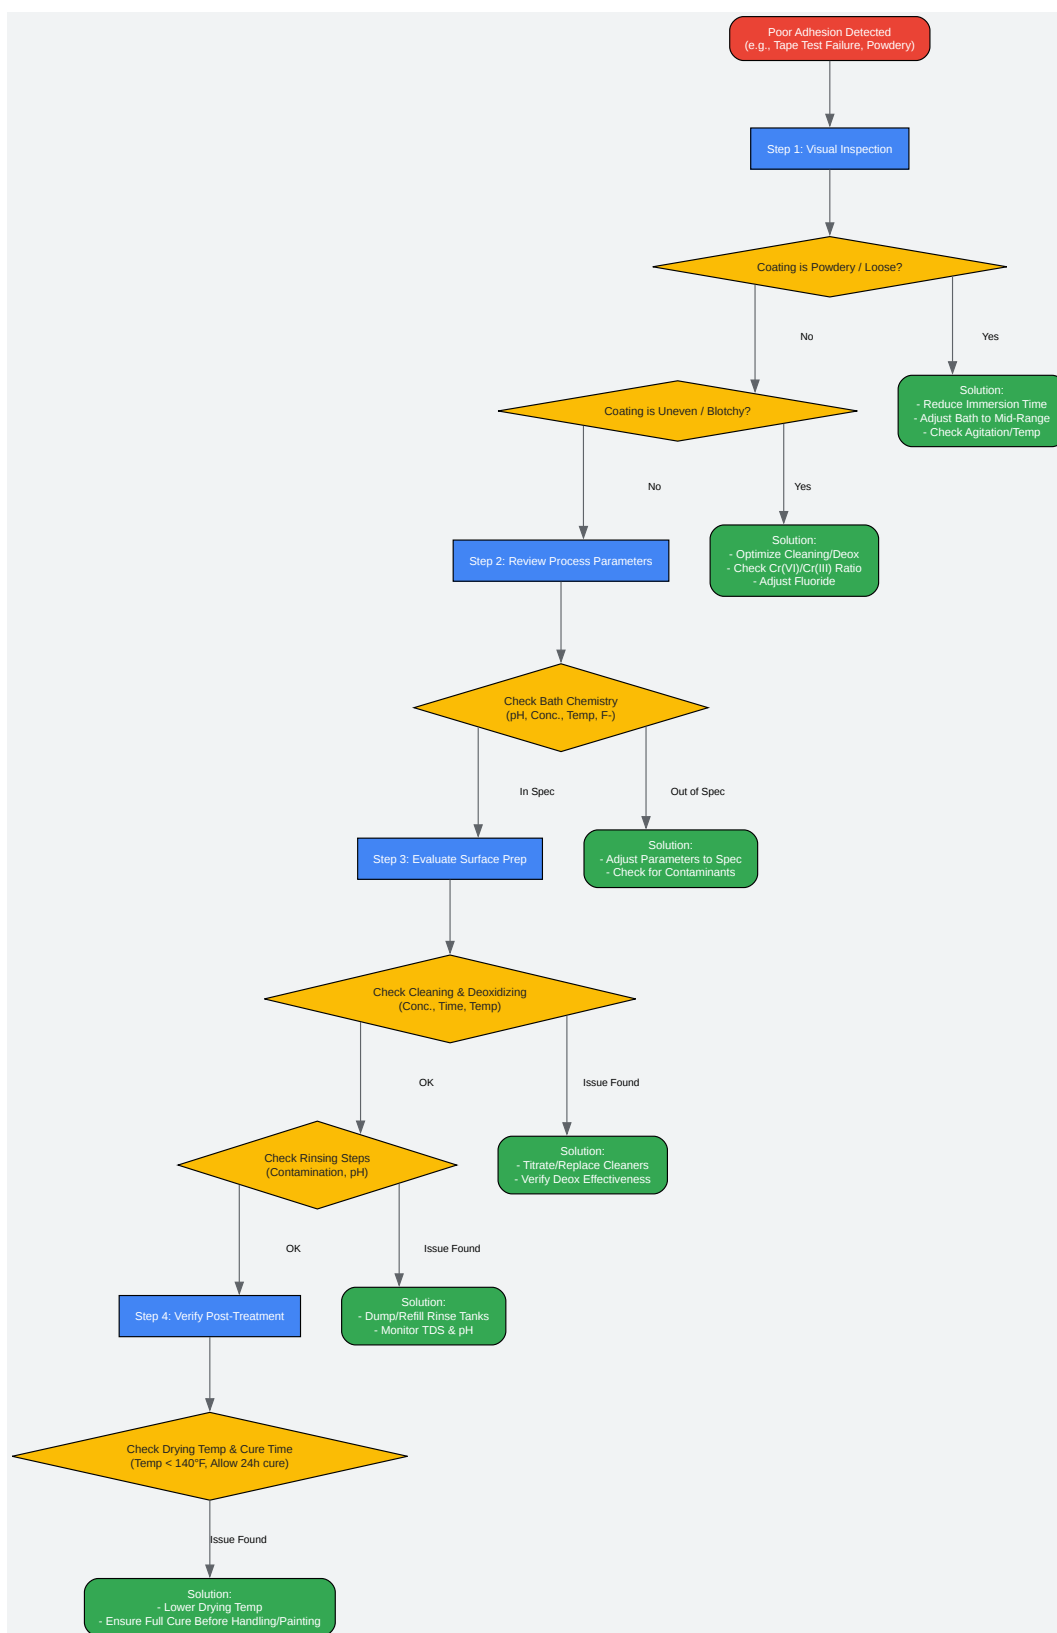 Poor Adhesion Detected
(e.g., Tape Test Failure, Powdery)
Step 1: Visual Inspection
Coating is Powdery / Loose?
No
Yes
Solution:
- Reduce Immersion Time
- Adjust Bath to Mid-Range
- Check Agitation/Temp
Coating is Uneven / Blotchy?
No
Yes
Solution:
- Optimize Cleaning/Deox
- Check Cr(VI)/Cr(III) Ratio
- Adjust Fluoride
Step 2: Review Process Parameters
Check Bath Chemistry
(pH, Conc., Temp, F-)
In Spec
Out of Spec
Solution:
- Adjust Parameters to Spec
- Check for Contaminants
Step 3: Evaluate Surface Prep
Check Cleaning & Deoxidizing
(Conc., Time, Temp)
OK
Issue Found
Solution:
- Titrate/Replace Cleaners
- Verify Deox Effectiveness
Check Rinsing Steps
(Contamination, pH)
OK
Issue Found
Solution:
- Dump/Refill Rinse Tanks
- Monitor TDS & pH
Step 4: Verify Post-Treatment
Check Drying Temp & Cure Time
(Temp < 140°F, Allow 24h cure)
Issue Found
Solution:
- Lower Drying Temp
- Ensure Full Cure Before Handling/Painting